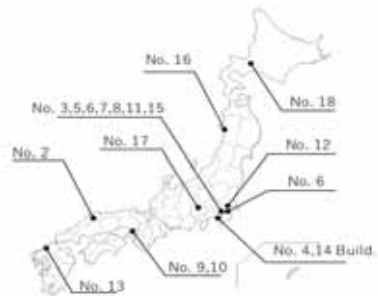 No. 16
No. 18
No. 3,5,6,7,8,11,15
No. 17
No. 12
No. 2
No. 6
No. 4,14 Build.
No. 9,10
No. 13